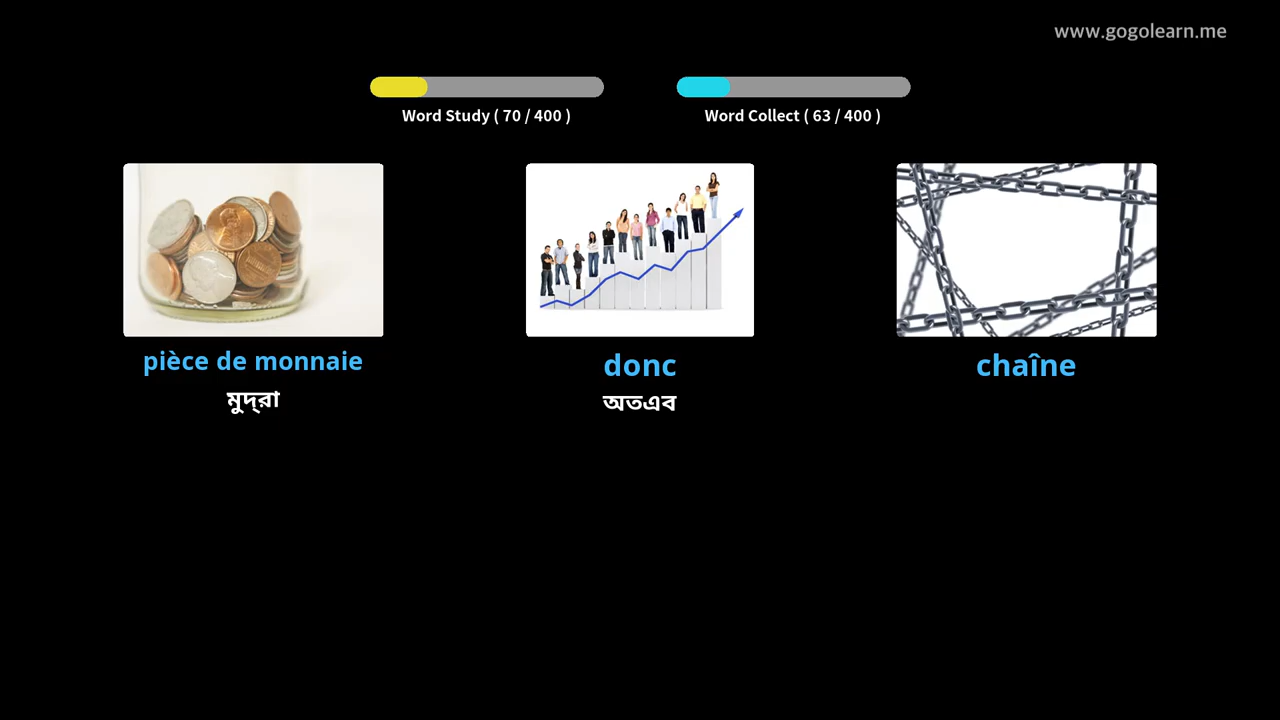 www.gogolearn.me
Word Study ( 70 / 400 )
Word Collect ( 63 / 400 )
pièce de monnaie
মুদ্‌রা
donc
অতএব
chaîne